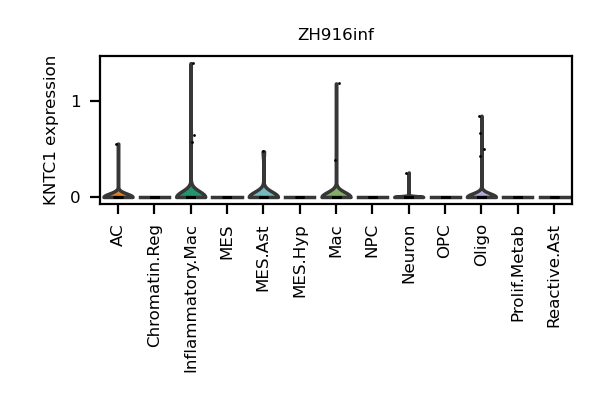 ZH916inf
KNTC1 expression
1
0
AC
Chromatin.Reg
Inflammatory.Mac
MES
MES.Ast
MES.Hyp
Mac
NPC
Neuron
OPC
Oligo
Prolif.Metab
Reactive.Ast